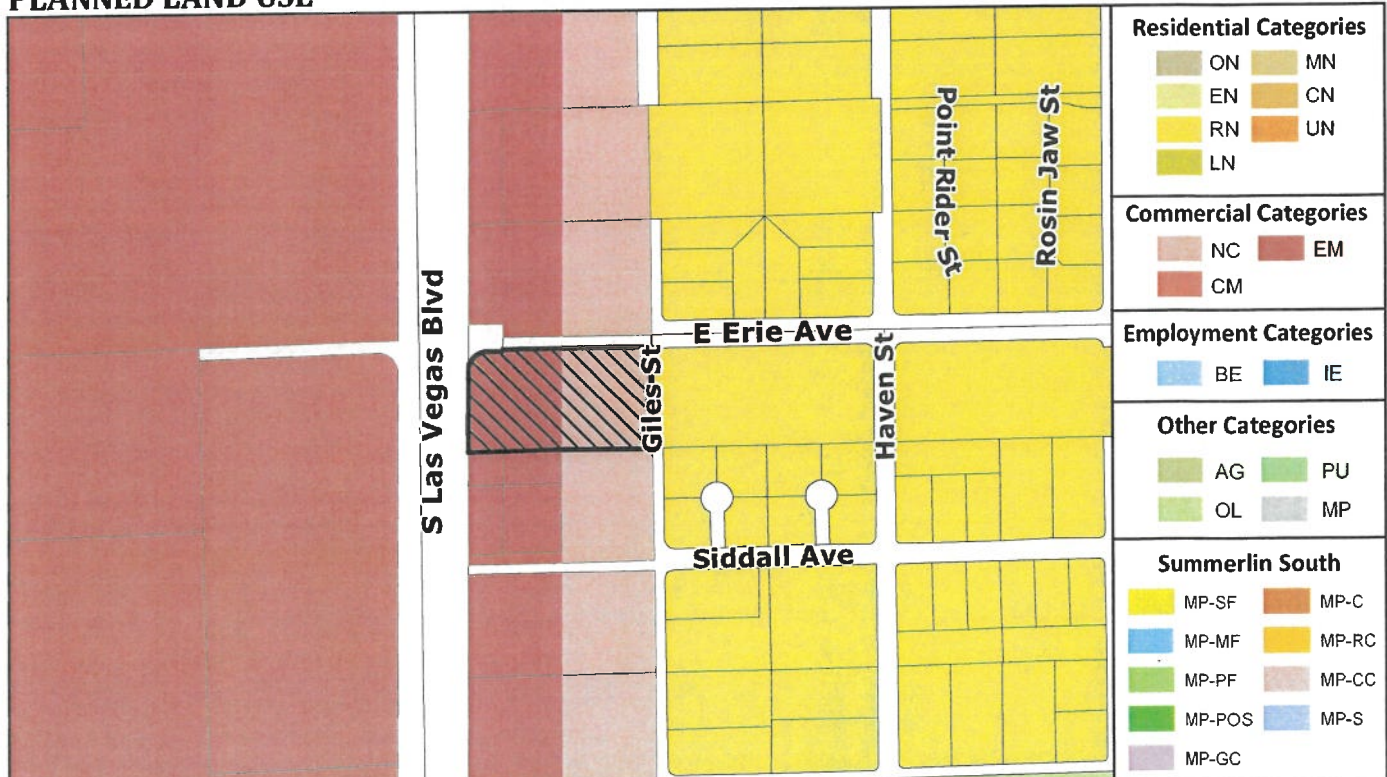 PLANNED LAND USE
Point Rider St
Rosin Jaw St
S Las Vegas Blvd
E Erie Ave
Giles St
Haven St
Siddall Ave
Residential Categories
ON MN
EN CN
RN UN
LN
Commercial Categories
NC EM
CM
Employment Categories
BE IE
Other Categories
AG PU
OL MP
Summerlin South
MP-SF MP-C
MP-MF MP-RC
MP-PF MP-CC
MP-POS MP-S
MP-GC